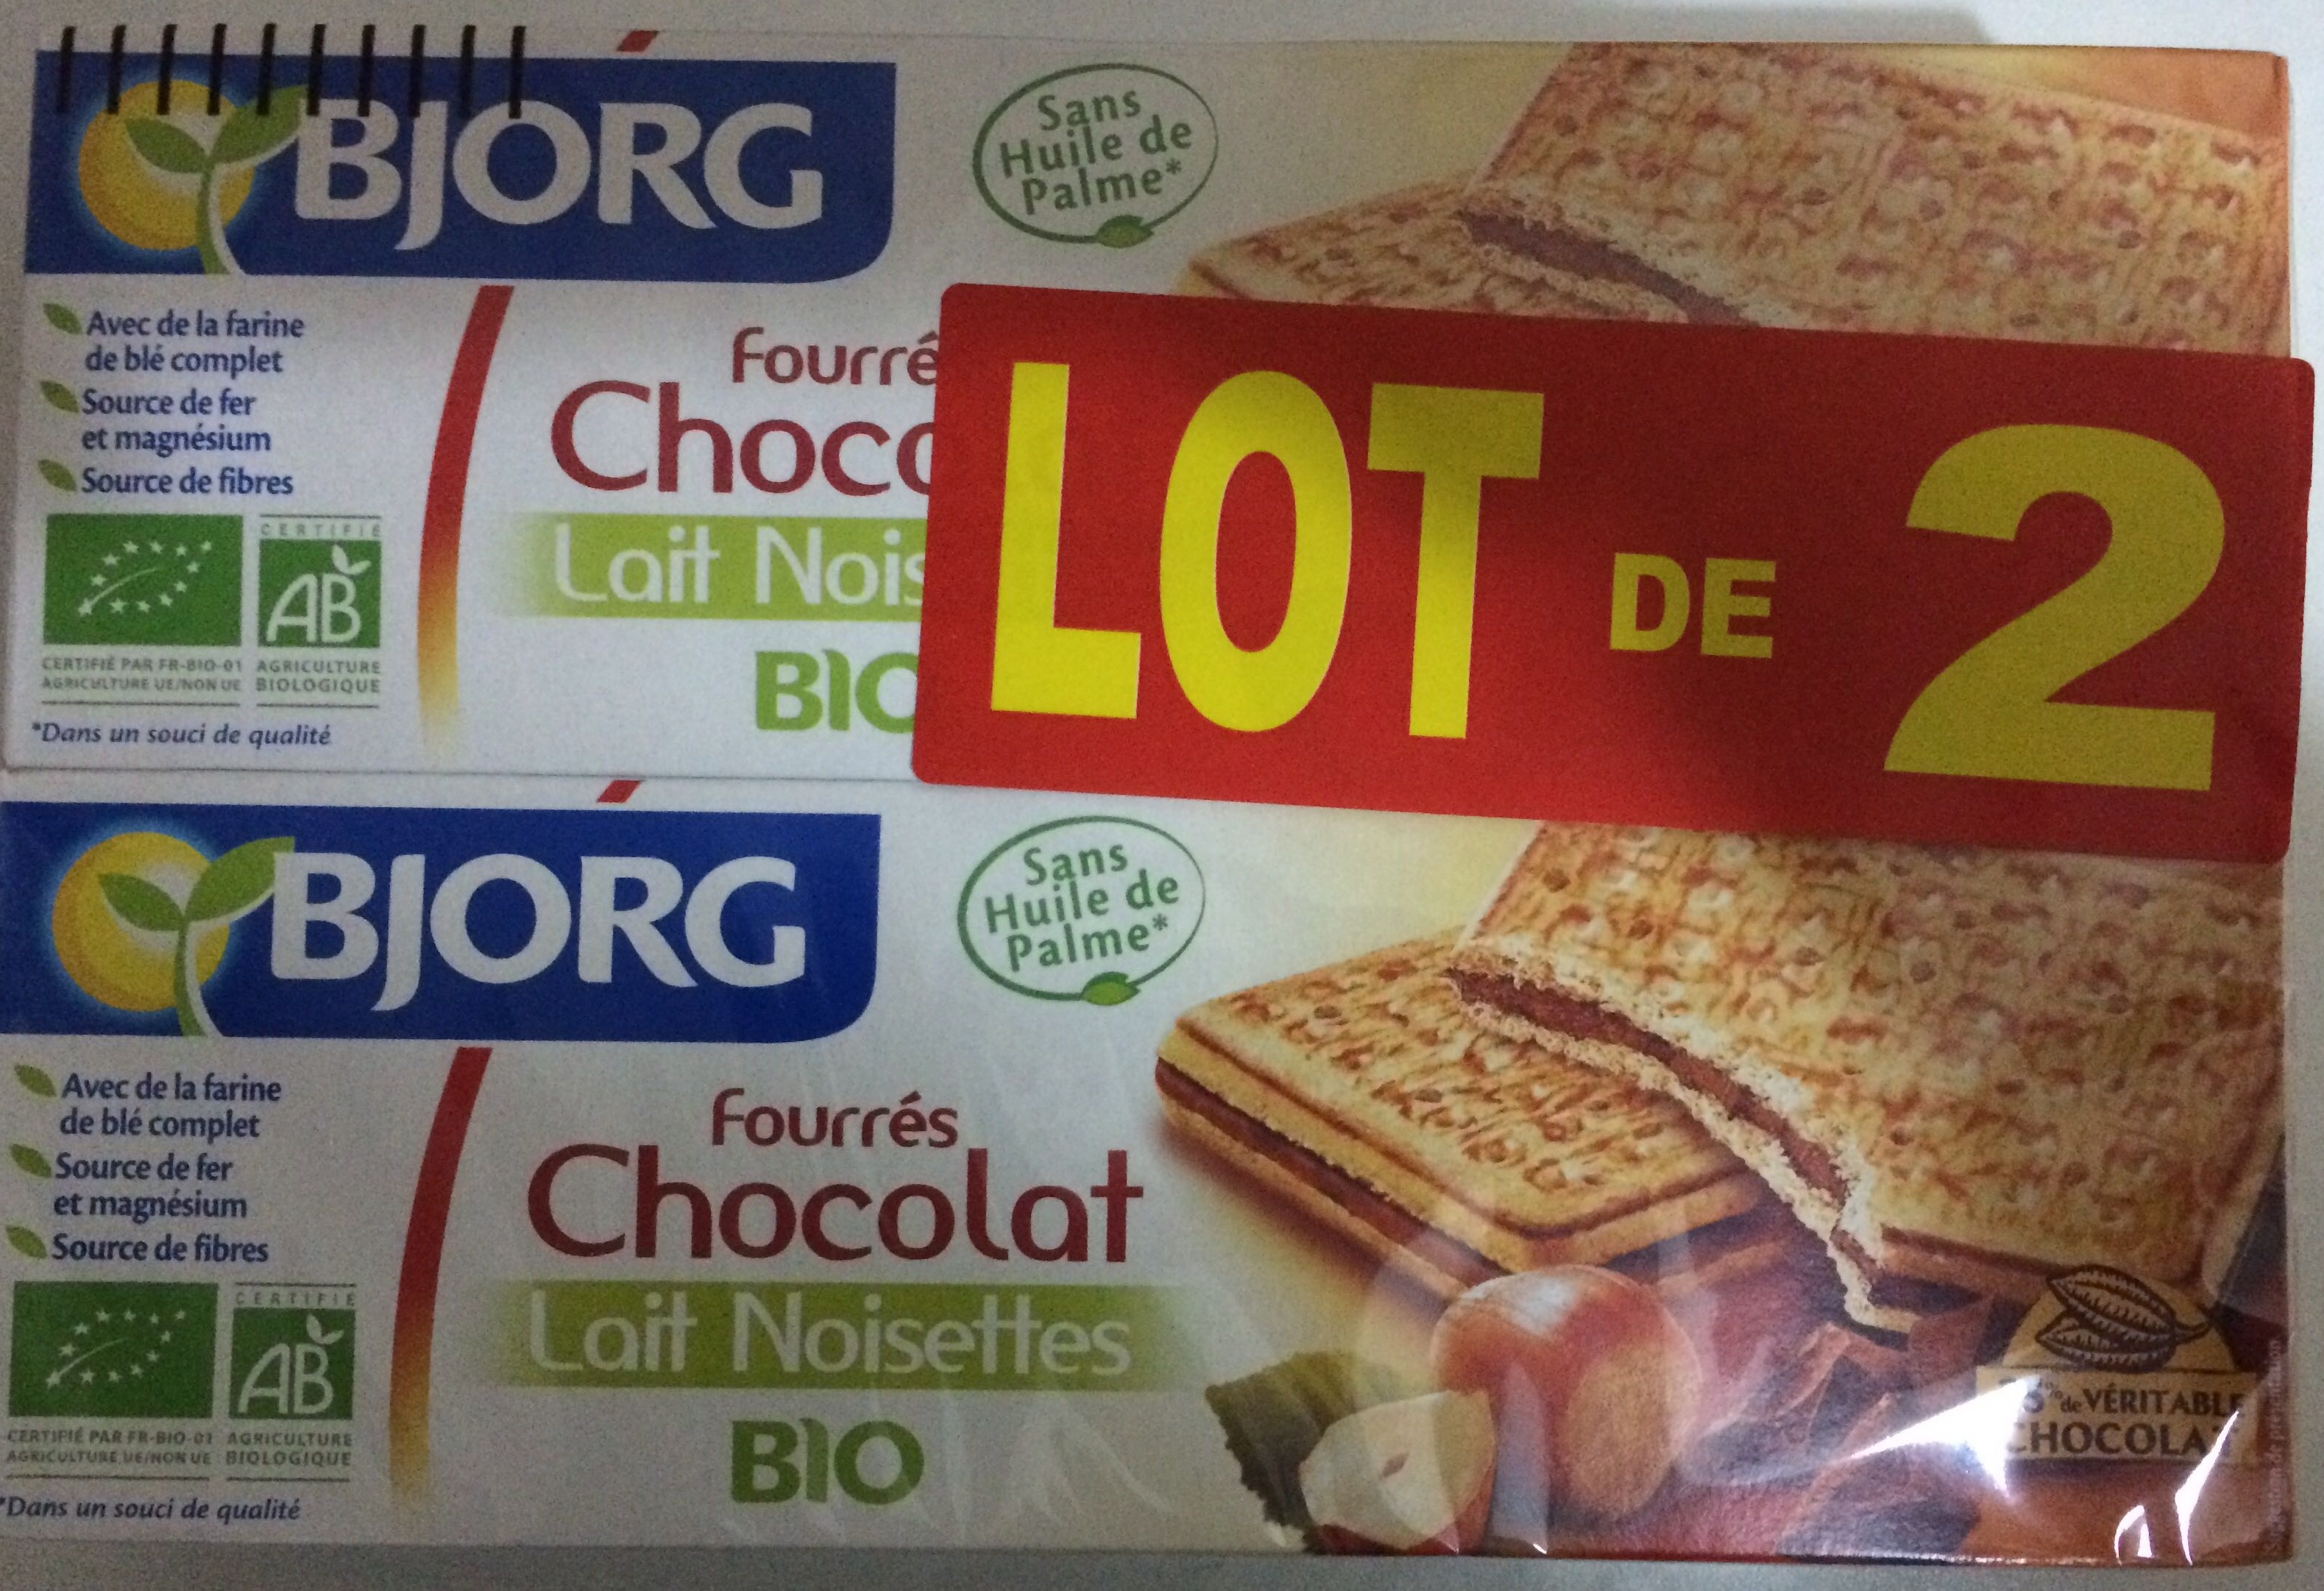 BJORG
Sans
Huile de
Palme*
Avec de la farine
de blé complet
Source de fer
et magnésium
Source de fibres
CERTIFIÉ
AB
CERTIFIÉ PAR FR-BIO-01
AGRICULTURE UE/NON UE
AGRICULTURE
BIOLOGIQUE
*Dans un souci de qualité
Fourré
Choco
Lait Nois
BIO
LOT DE 2
BJORG
Sans
Huile de
Palme*
Avec de la farine
de blé complet
Source de fer
et magnésium
Source de fibres
CERTIFIÉ
AB
CERTIFIÉ PAR FR-BIO-01
AGRICULTURE UE/NON UE
AGRICULTURE
BIOLOGIQUE
*Dans un souci de qualité
Fourrés
Chocolat
Lait Noisettes
BIO
de VÉRITABLE
CHOCOLAT